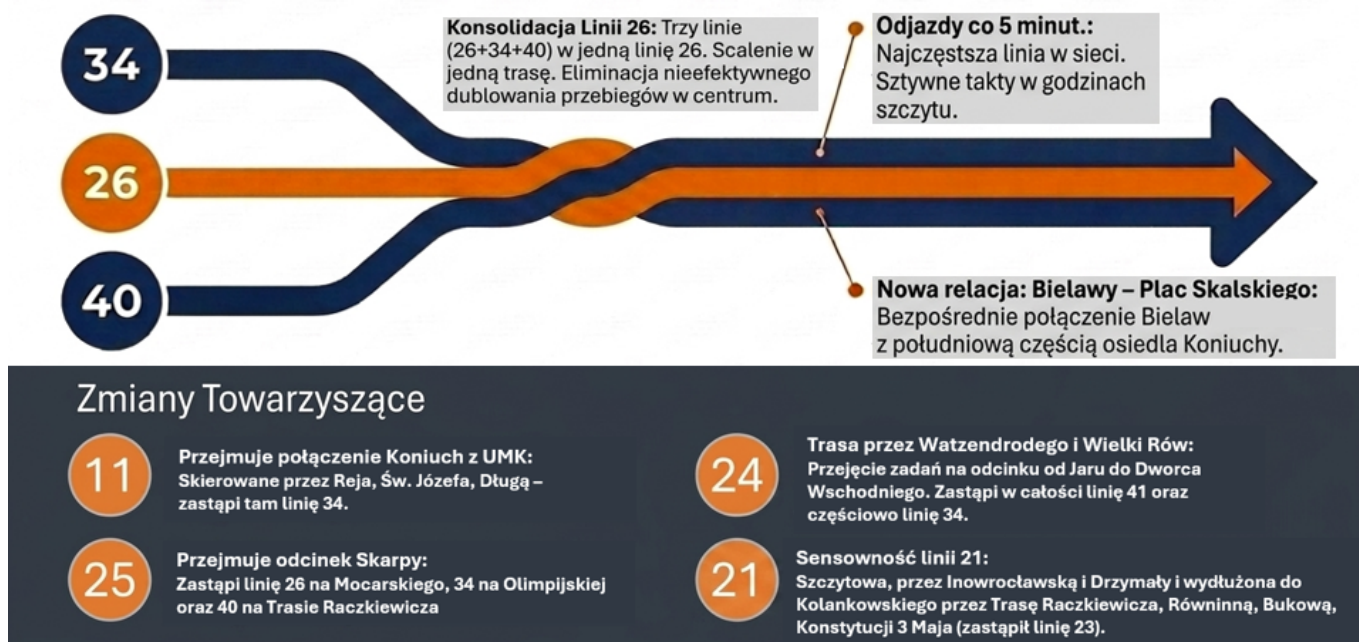 34
26
40
Konsolidacja Linii 26: Trzy linie
(26+34+40) w jedną linię 26. Scalenie w
jedną trasę. Eliminacja nieefektywnego
dublowania przebiegów w centrum.
Odjazdy co 5 minut.:
Najczęstsza linia w sieci.
Sztywne takty w godzinach
szczytu.
Nowa relacja: Bielawy – Plac Skalskiego:
Bezpośrednie połączenie Bielaw
z południową częścią osiedla Koniuchy.
Zmiany Towarzyszące
11
Przejmuje połączenie Koniuch z UMK:
Skierowane przez Reja, Św. Józefa, Długą –
zastąpi tam linię 34.
25
Przejmuje odcinek Skarpy:
Zastąpi linię 26 na Mocarskiego, 34 na Olimpijskiej
oraz 40 na Trasie Raczkiewicza
24
Trasa przez Watzendrodego i Wielki Rów:
Przejęcie zadań na odcinku od Jaru do Dworca
Wschodniego. Zastąpi w całości linię 41 oraz
częściowo linię 34.
21
Sensowność linii 21:
Szczytowa, przez Inowrocławską i Drzymały i wydłużona do
Kolankowskiego przez Trasę Raczkiewicza, Równinną, Bukową,
Konstytucji 3 Maja (zastąpił linię 23).